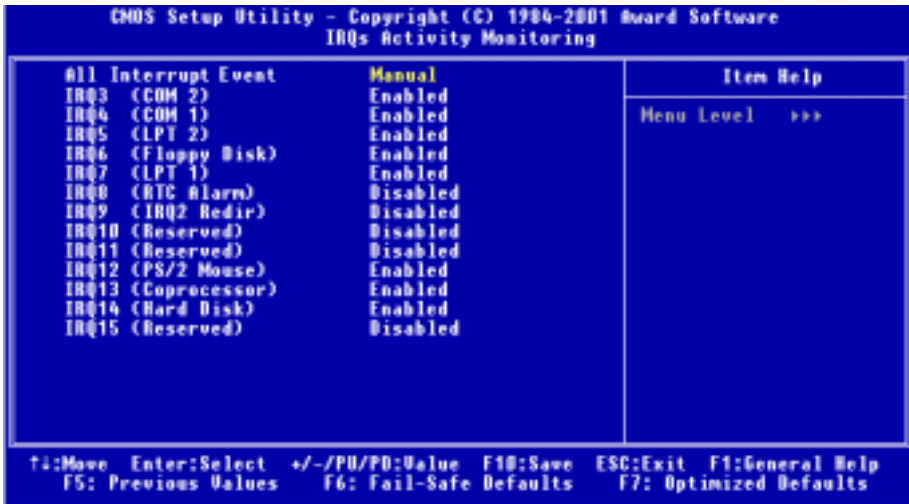 CMOS Setup Utility - Copyright (C) 1984-2001 Award Software
IRQs Activity Monitoring
All Interrupt Event Manual
IRQ3 (COM 2) Enabled
IRQ4 (COM 1) Enabled
IRQ5 (LPT 2) Enabled
IRQ6 (Floppy Disk) Enabled
IRQ7 (LPT 1) Enabled
IRQ8 (RTC Alarm) Disabled
IRQ9 (IRQ2 Redir) Disabled
IRQ10 (Reserved) Disabled
IRQ11 (Reserved) Disabled
IRQ12 (PS/2 Mouse) Enabled
IRQ13 (Coprocessor) Enabled
IRQ14 (Hard Disk) Enabled
IRQ15 (Reserved) Disabled
Item Help
Menu Level ▸▸▸
↑↓:Move Enter:Select +/-/PU/PD:Value F10:Save ESC:Exit F1:General Help
F5: Previous Values F6: Fail-Safe Defaults F7: Optimized Defaults